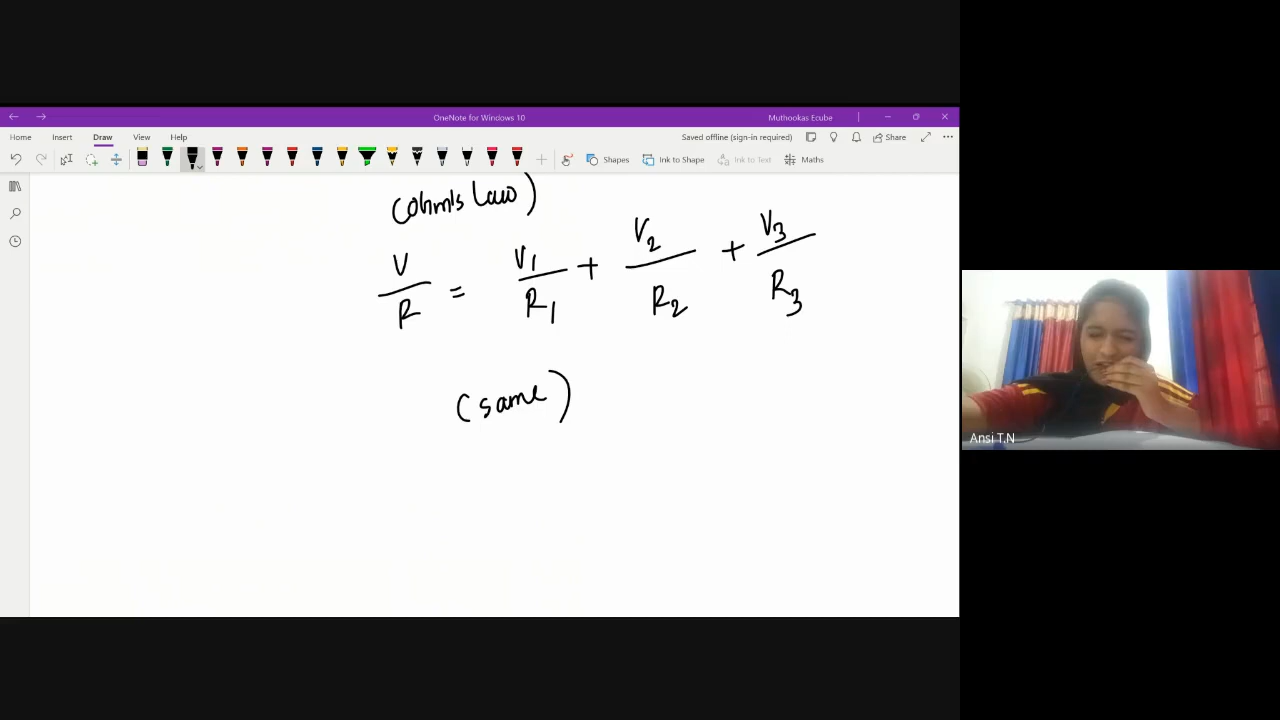 OneNote for Windows 10
Muthookas Ecube
Home Insert Draw View Help
Saved offline (sign-in required)
Share
Shapes
Ink to Shape
Ink to Text
Maths
(ohm's law)
V/R = V1/R1 + V2/R2 + V3/R3
(same)
Ansi T.N